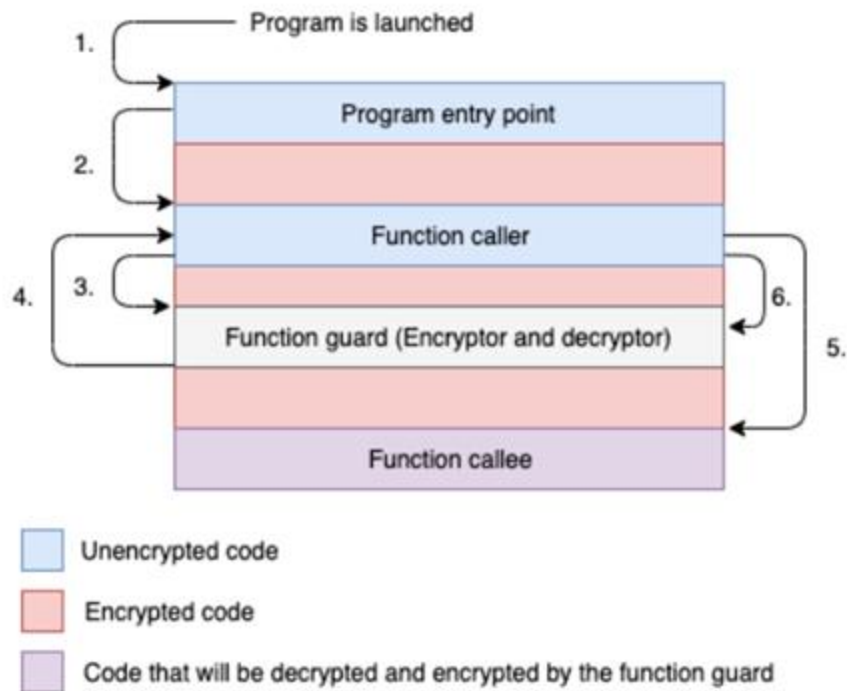 Program is launched
1.
Program entry point
2.
Function caller
3.
4.
6.
Function guard (Encryptor and decryptor)
5.
Function callee
Unencrypted code
Encrypted code
Code that will be decrypted and encrypted by the function guard